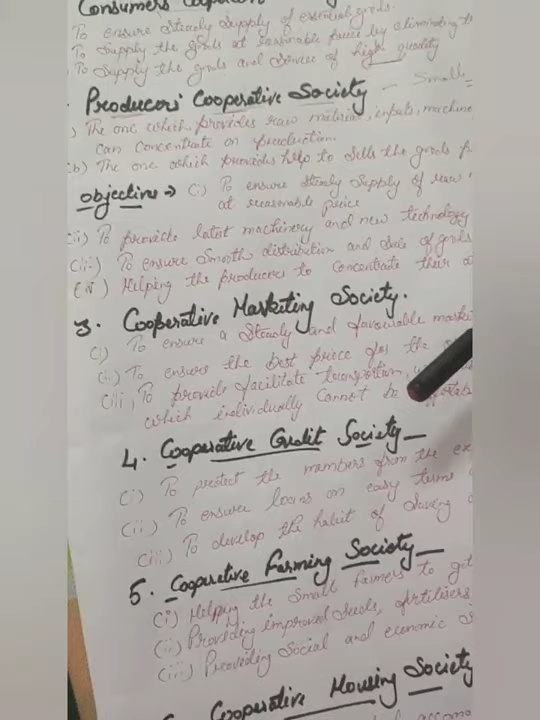 Consumers
To ensure Steady Supply of essential goods.
To Supply the goods at reasonable price by eliminating
To Supply the goods and service of high quality
Producers' Cooperative Society - Small
) The one which provides raw material, inputs, machine
can concentrate on production.
(b) The one which provides help to sells the goods
objective → (i) To ensure steady supply of raw
at reasonable price
(ii) To provide latest machinery and new technology
(iii) To ensure Smooth distribution and Sale of goods
(iv) Helping the producers to concentrate their
3. Cooperative Marketing Society.
(i) To ensure a Steady and favourable
(ii) To ensure the best price for the
(iii) To provide facilitate
which individually Cannot be
4. Cooperative Credit Society —
(i) To protect the members from the
(ii) To ensure loans on easy terms
(iii) To develop the habit of Saving
5. Cooperative Farming Society —
(i) Helping the Small farmers to get
(ii) Providing improved Seeds, fertilisers
(iii) Providing Social and economic
Cooperative Housing Society